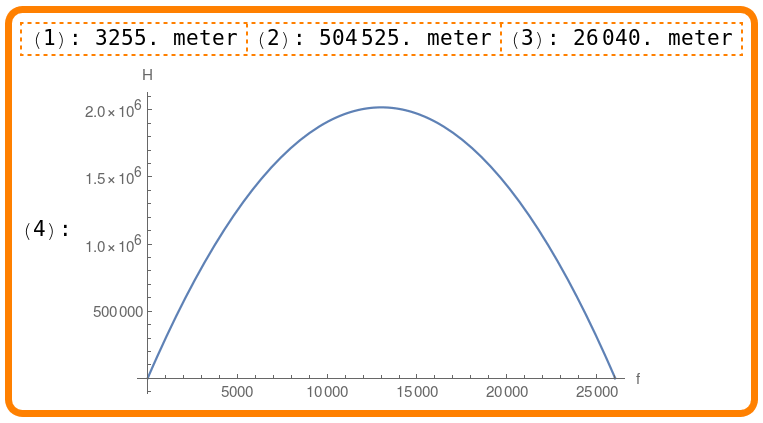 (1): 3255. meter (2): 504525. meter (3): 26040. meter
H
2.0×10⁶
1.5×10⁶
(4):
1.0×10⁶
500000
5000 10000 15000 20000 25000 f